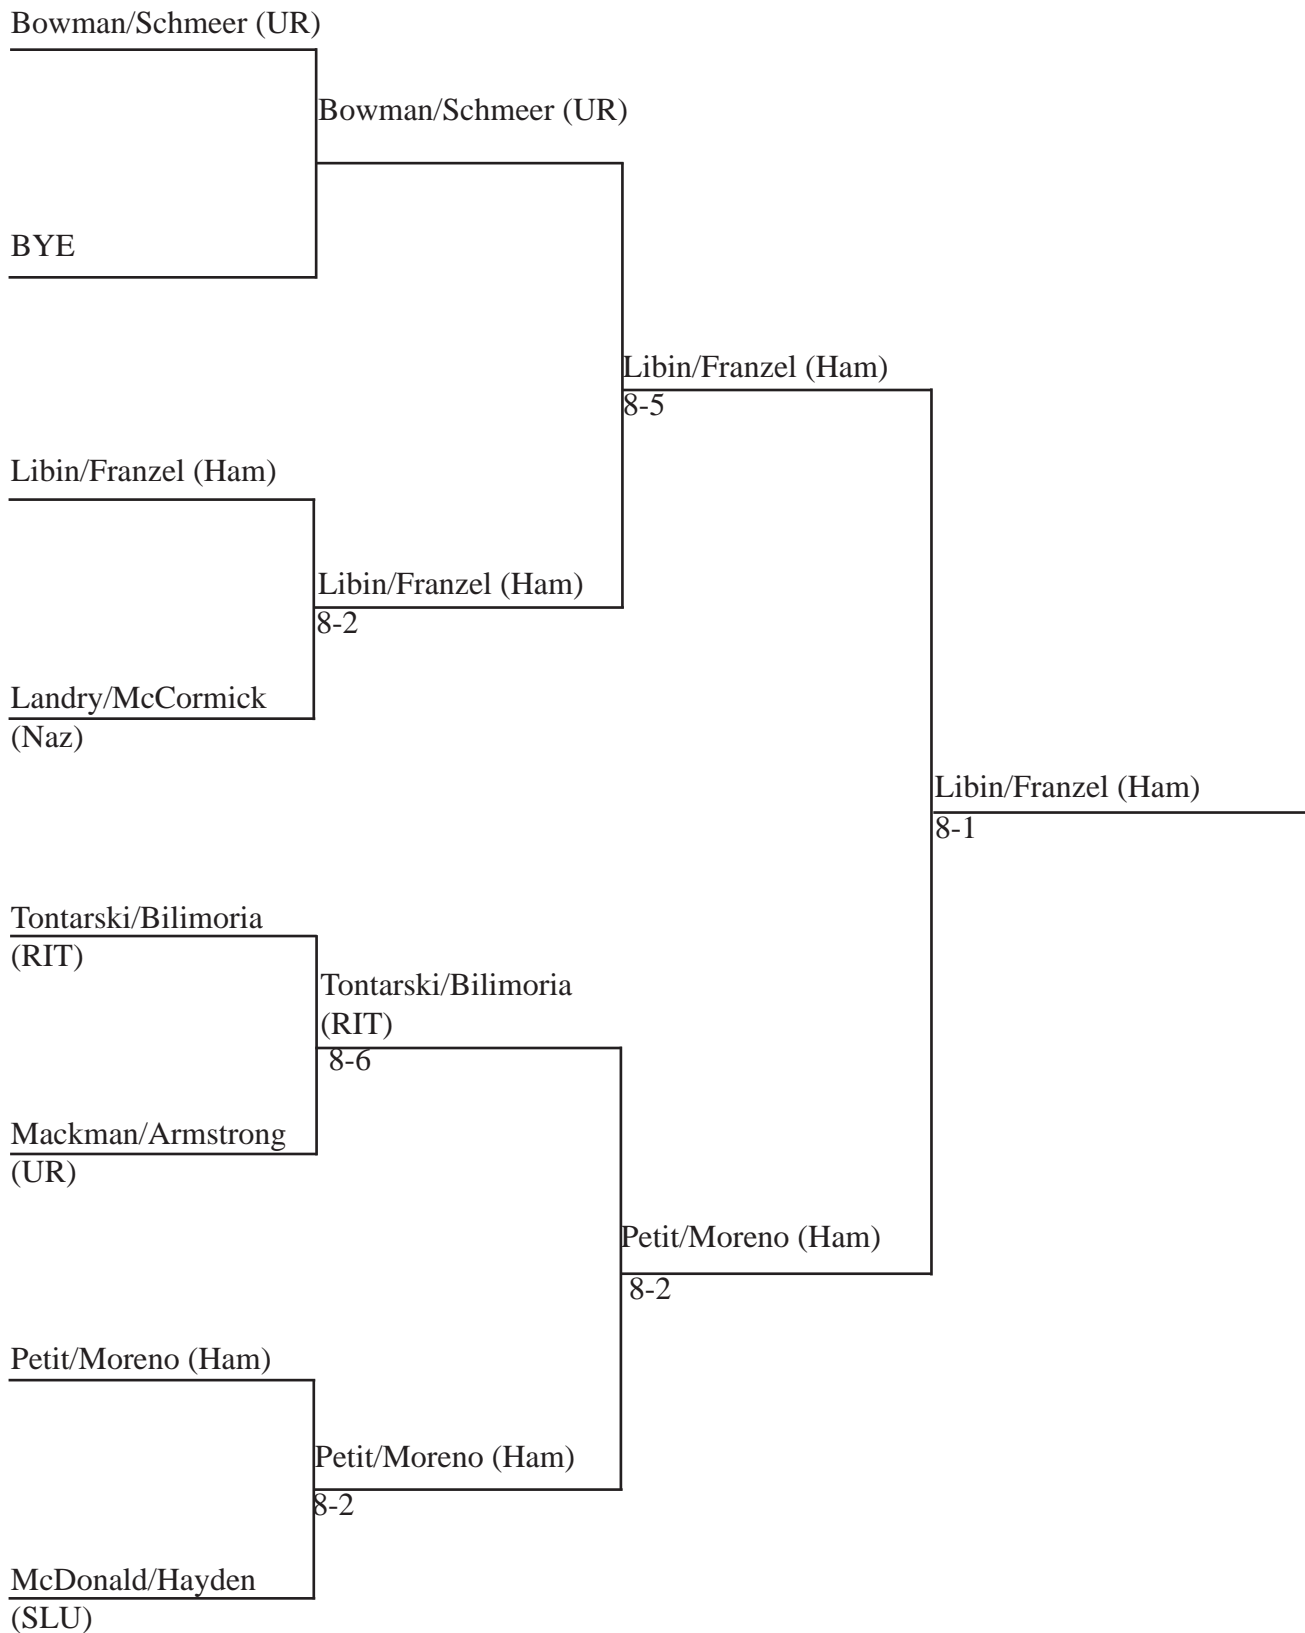 Bowman/Schmeer (UR)
Bowman/Schmeer (UR)
BYE
Libin/Franzel (Ham)
8-5
Libin/Franzel (Ham)
Libin/Franzel (Ham)
8-2
Landry/McCormick
(Naz)
Libin/Franzel (Ham)
8-1
Tontarski/Bilimoria
(RIT)
Tontarski/Bilimoria
(RIT)
8-6
Mackman/Armstrong
(UR)
Petit/Moreno (Ham)
8-2
Petit/Moreno (Ham)
Petit/Moreno (Ham)
8-2
McDonald/Hayden
(SLU)